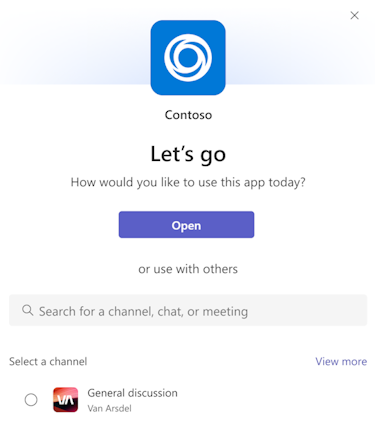 Contoso
Let's go
How would you like to use this app today?
Open
or use with others
Search for a channel, chat, or meeting
Select a channel
View more
VA
General discussion
Van Arsdel